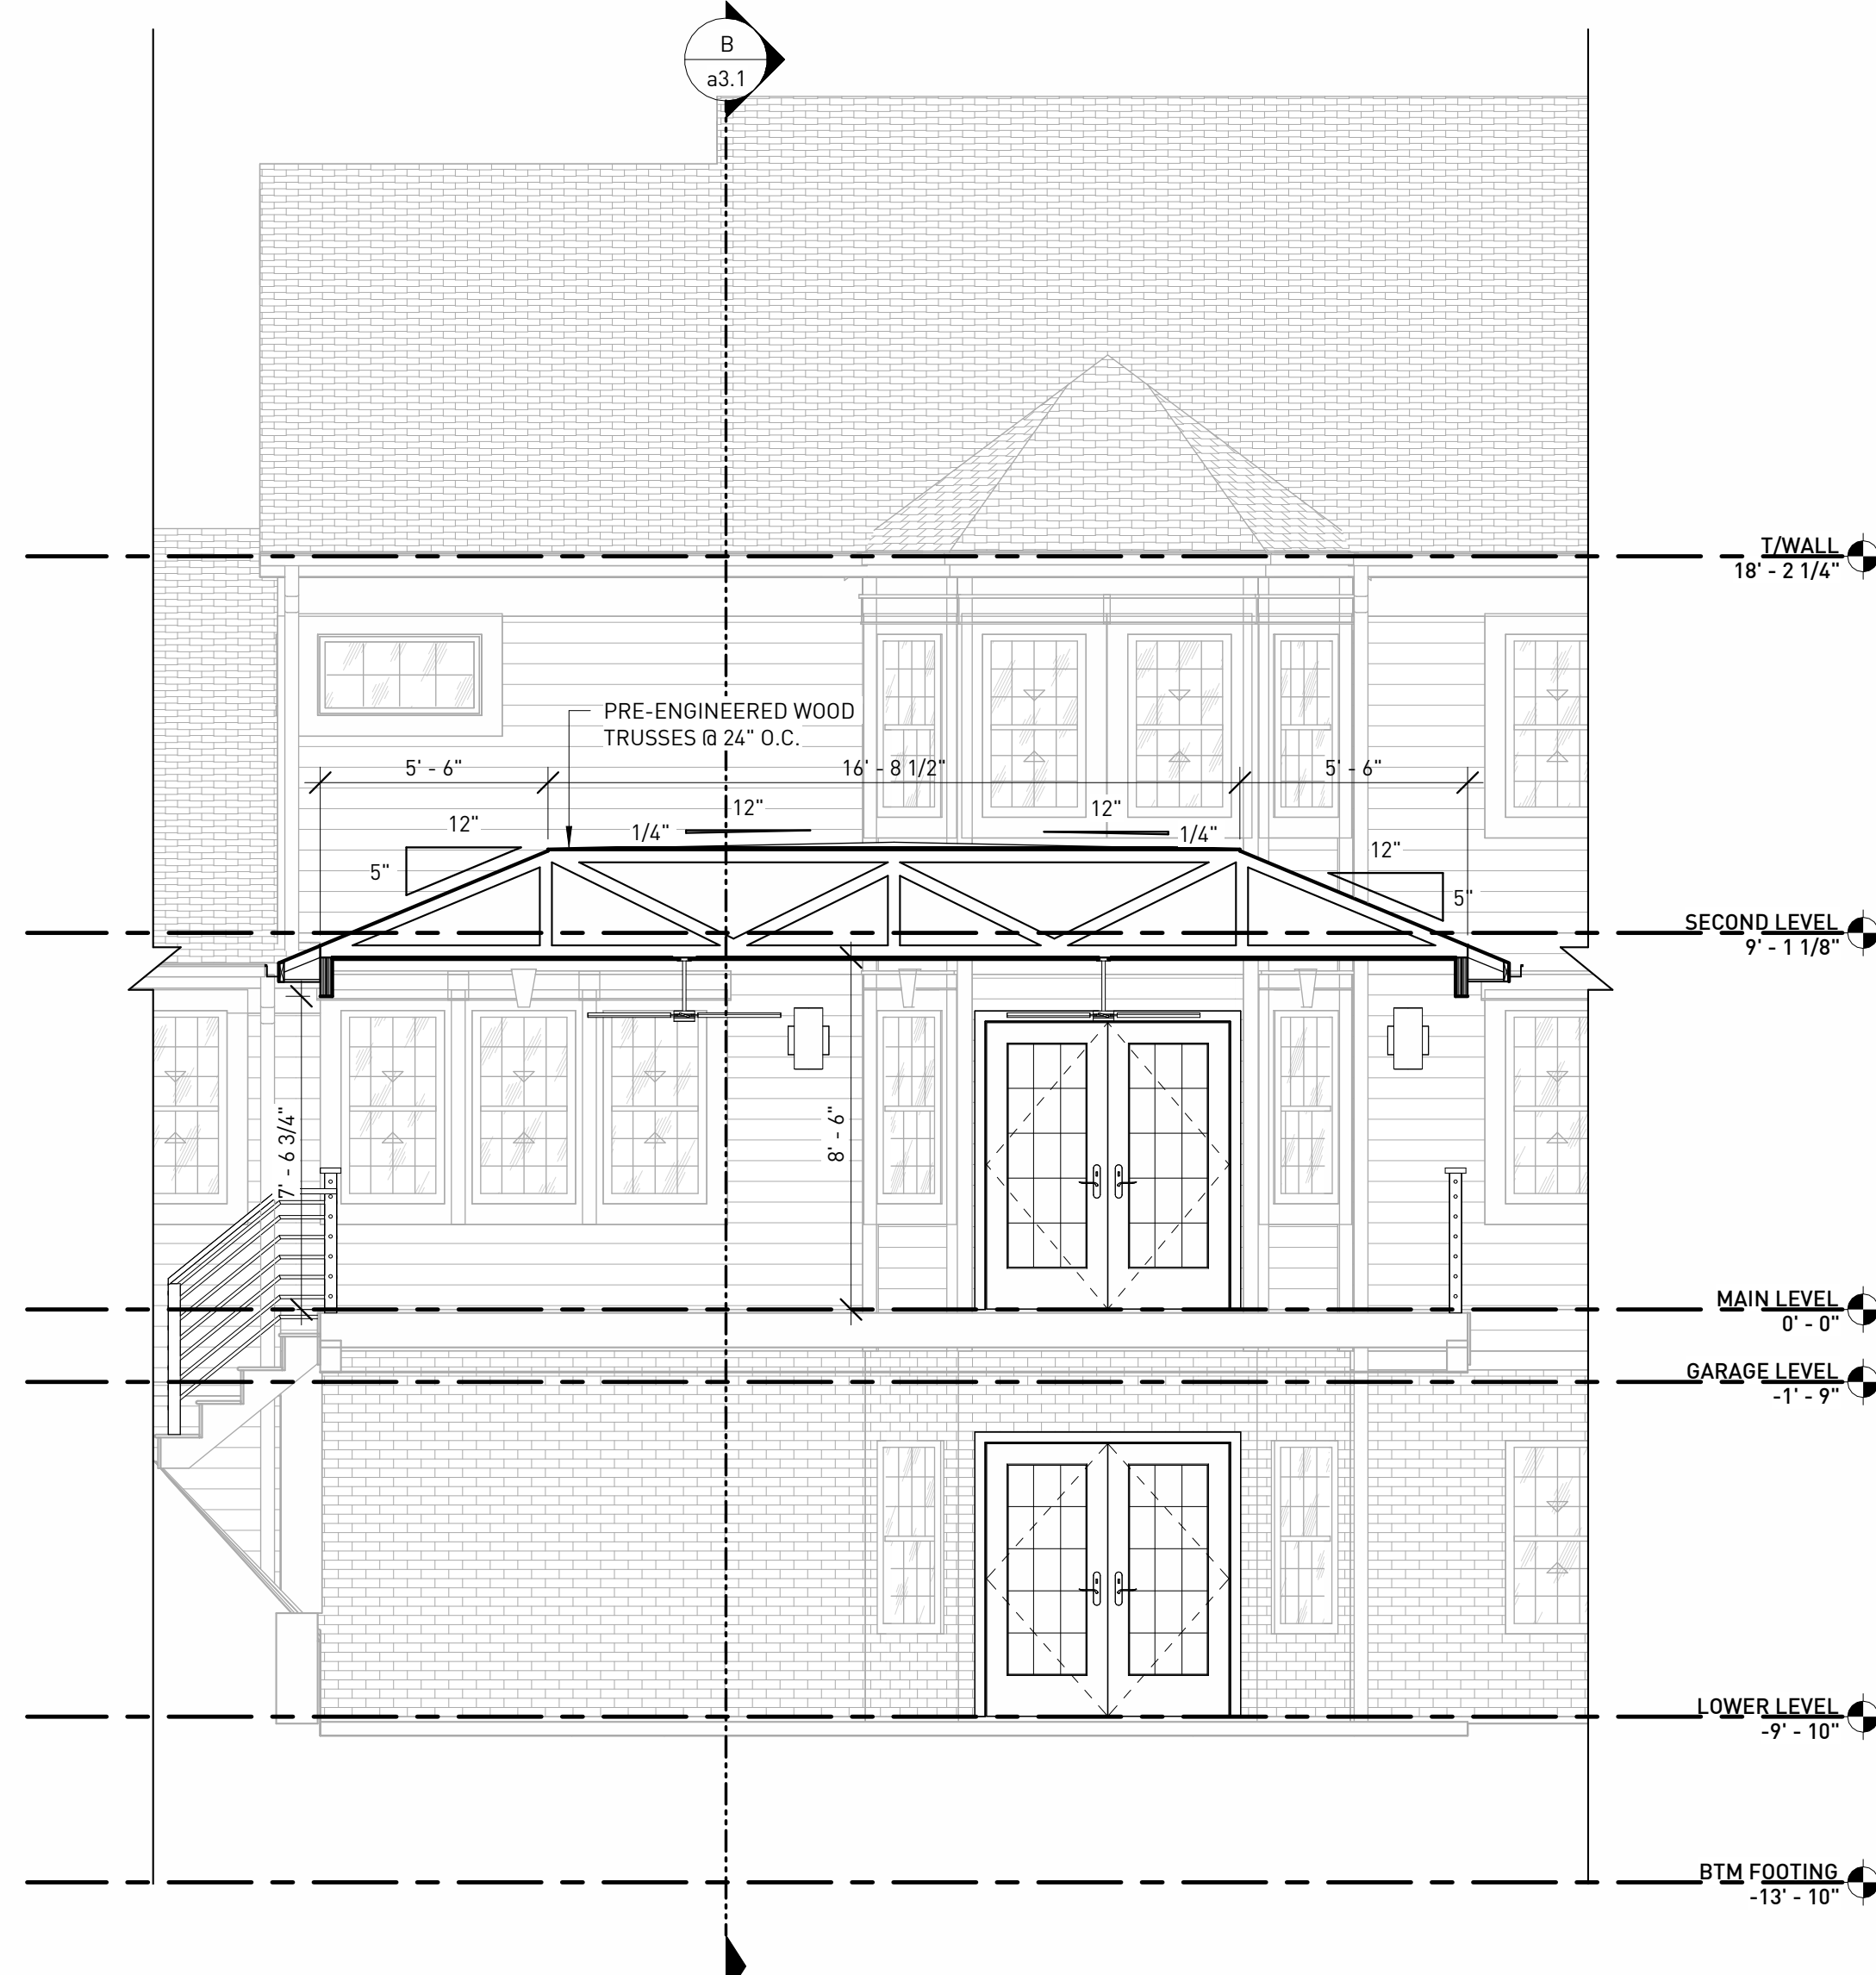 B
a3.1
T/WALL
18' - 2 1/4"
PRE-ENGINEERED WOOD
TRUSSES @ 24" O.C.
5' - 6"
16' - 8 1/2"
5' - 6"
12"
12"
12"
1/4"
1/4"
12"
5"
5"
SECOND LEVEL
9' - 1 1/8"
7' - 6 3/4"
8' - 6"
MAIN LEVEL
0' - 0"
GARAGE LEVEL
-1' - 9"
LOWER LEVEL
-9' - 10"
BTM FOOTING
-13' - 10"